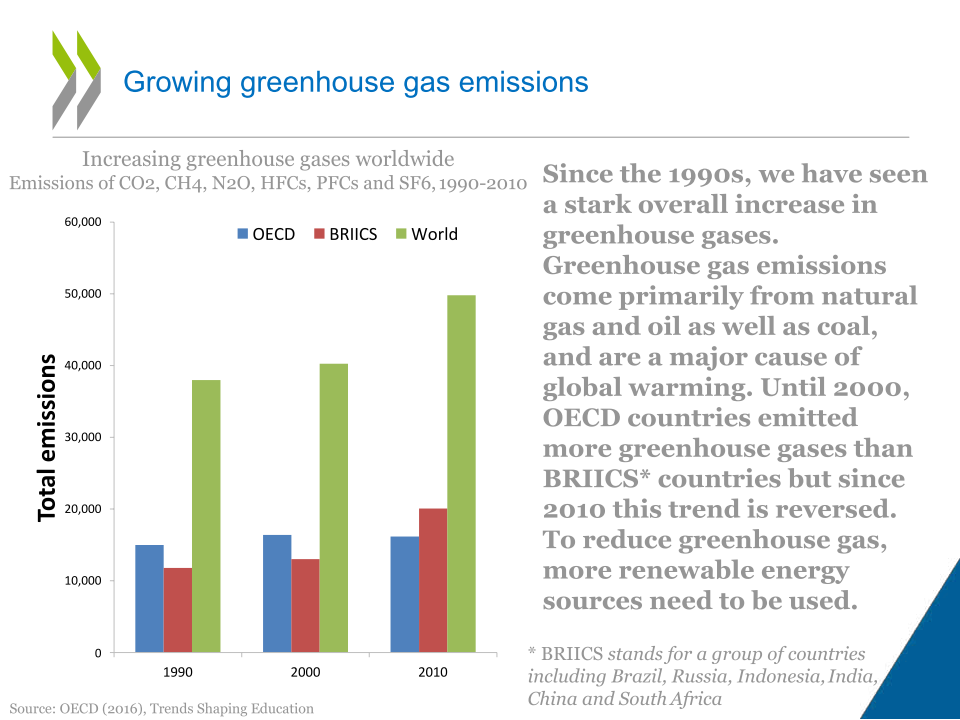 Growing greenhouse gas emissions
Increasing greenhouse gases worldwide
Emissions of CO2, CH4, N2O, HFCs, PFCs and SF6, 1990-2010
60,000
50,000
40,000
30,000
20,000
10,000
0
Total emissions
OECD BRIICS World
1990 2000 2010
Source: OECD (2016), Trends Shaping Education
Since the 1990s, we have seen
a stark overall increase in
greenhouse gases.
Greenhouse gas emissions
come primarily from natural
gas and oil as well as coal,
and are a major cause of
global warming. Until 2000,
OECD countries emitted
more greenhouse gases than
BRIICS* countries but since
2010 this trend is reversed.
To reduce greenhouse gas,
more renewable energy
sources need to be used.
* BRIICS stands for a group of countries
including Brazil, Russia, Indonesia, India,
China and South Africa